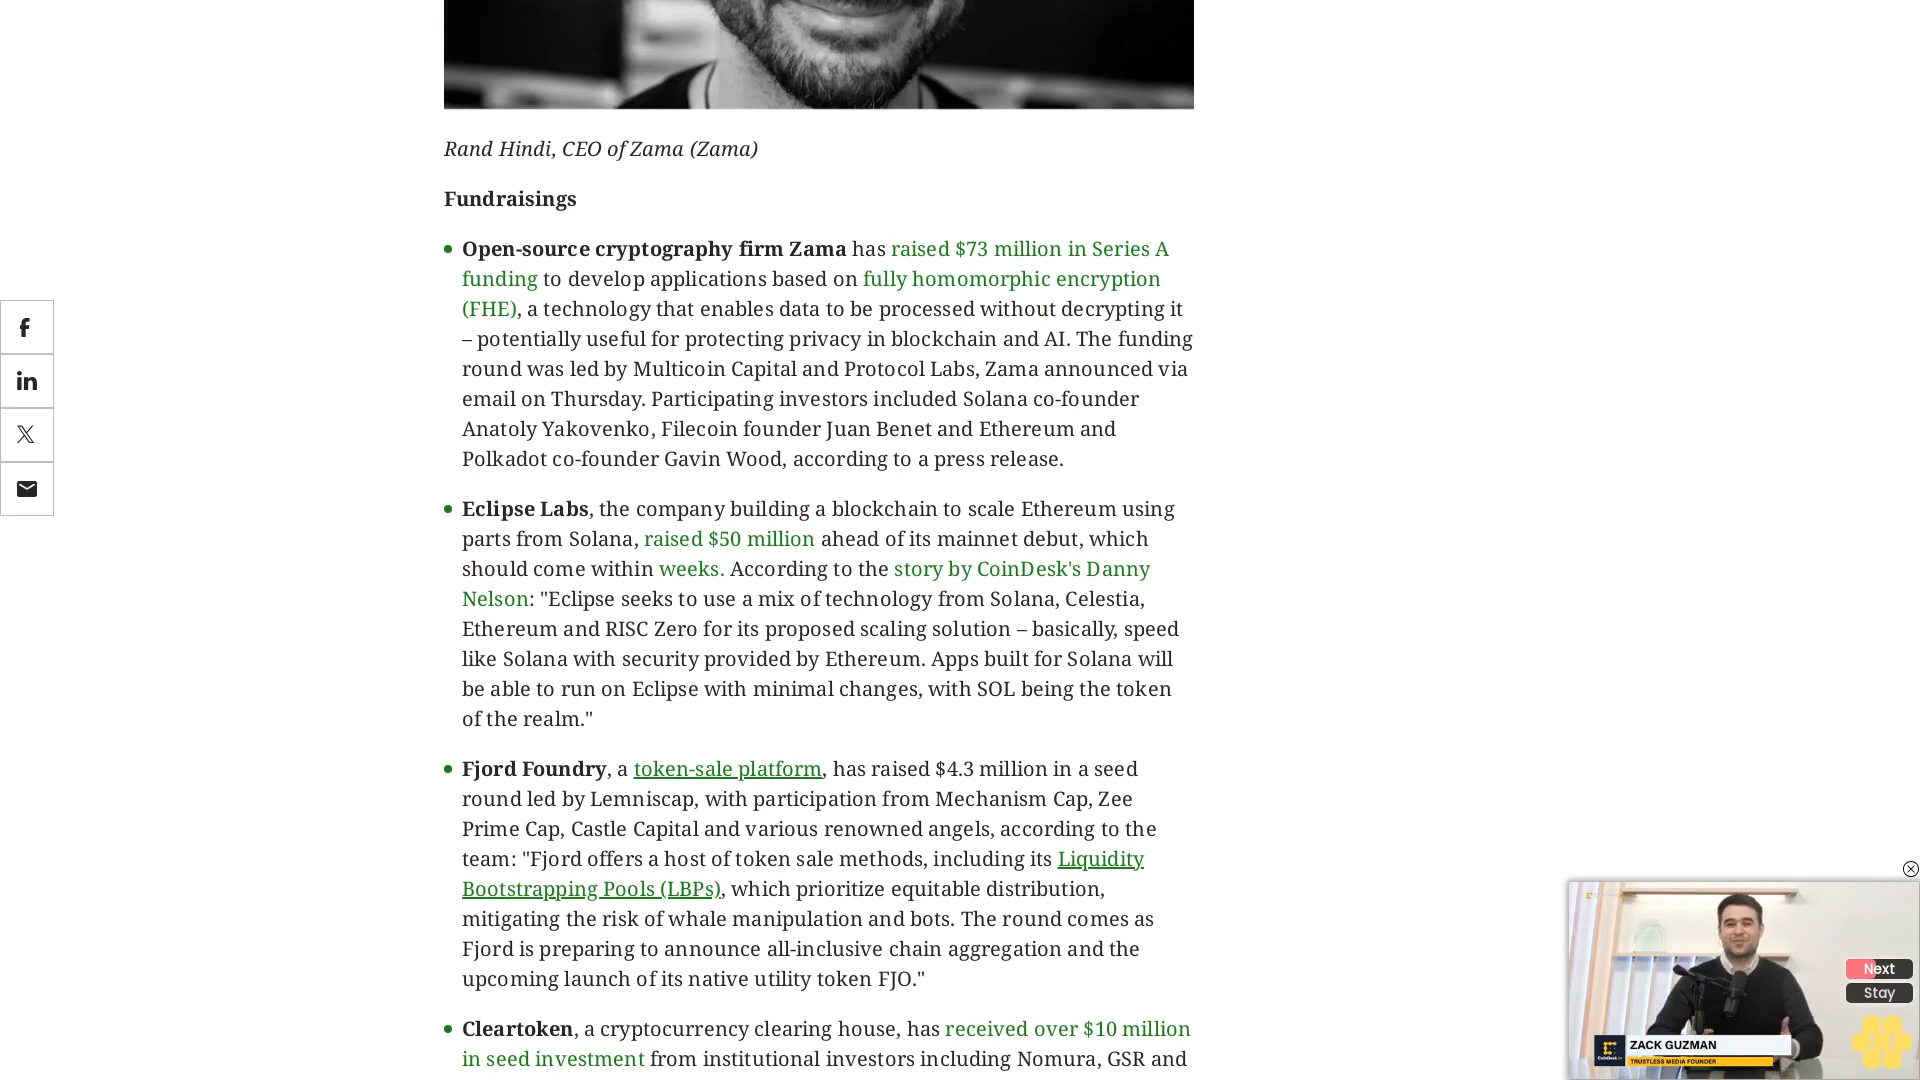 Rand Hindi, CEO of Zama (Zama)
Fundraisings
Open-source cryptography firm Zama has raised $73 million in Series A
funding to develop applications based on fully homomorphic encryption
(FHE), a technology that enables data to be processed without decrypting it
– potentially useful for protecting privacy in blockchain and AI. The funding
round was led by Multicoin Capital and Protocol Labs, Zama announced via
email on Thursday. Participating investors included Solana co-founder
Anatoly Yakovenko, Filecoin founder Juan Benet and Ethereum and
Polkadot co-founder Gavin Wood, according to a press release.
Eclipse Labs, the company building a blockchain to scale Ethereum using
parts from Solana, raised $50 million ahead of its mainnet debut, which
should come within weeks. According to the story by CoinDesk's Danny
Nelson: "Eclipse seeks to use a mix of technology from Solana, Celestia,
Ethereum and RISC Zero for its proposed scaling solution – basically, speed
like Solana with security provided by Ethereum. Apps built for Solana will
be able to run on Eclipse with minimal changes, with SOL being the token
of the realm."
Fjord Foundry, a token-sale platform, has raised $4.3 million in a seed
round led by Lemniscap, with participation from Mechanism Cap, Zee
Prime Cap, Castle Capital and various renowned angels, according to the
team: "Fjord offers a host of token sale methods, including its Liquidity
Bootstrapping Pools (LBPs), which prioritize equitable distribution,
mitigating the risk of whale manipulation and bots. The round comes as
Fjord is preparing to announce all-inclusive chain aggregation and the
upcoming launch of its native utility token FJO."
Cleartoken, a cryptocurrency clearing house, has received over $10 million
in seed investment from institutional investors including Nomura, GSR and
Next
Stay
ZACK GUZMAN
TRUSTLESS MEDIA FOUNDER